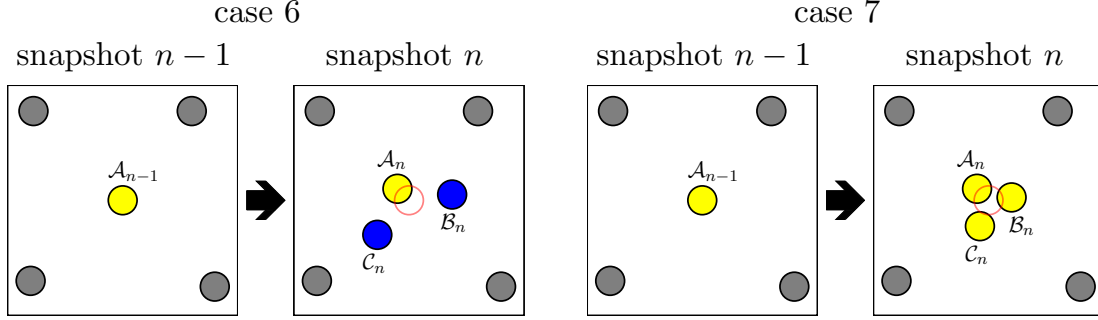 case 6 case 7
snapshot n − 1 snapshot n snapshot n − 1 snapshot n
𝒜ₙ₋₁ 𝒜ₙ ℬₙ 𝒞ₙ 𝒜ₙ₋₁ 𝒜ₙ ℬₙ 𝒞ₙ